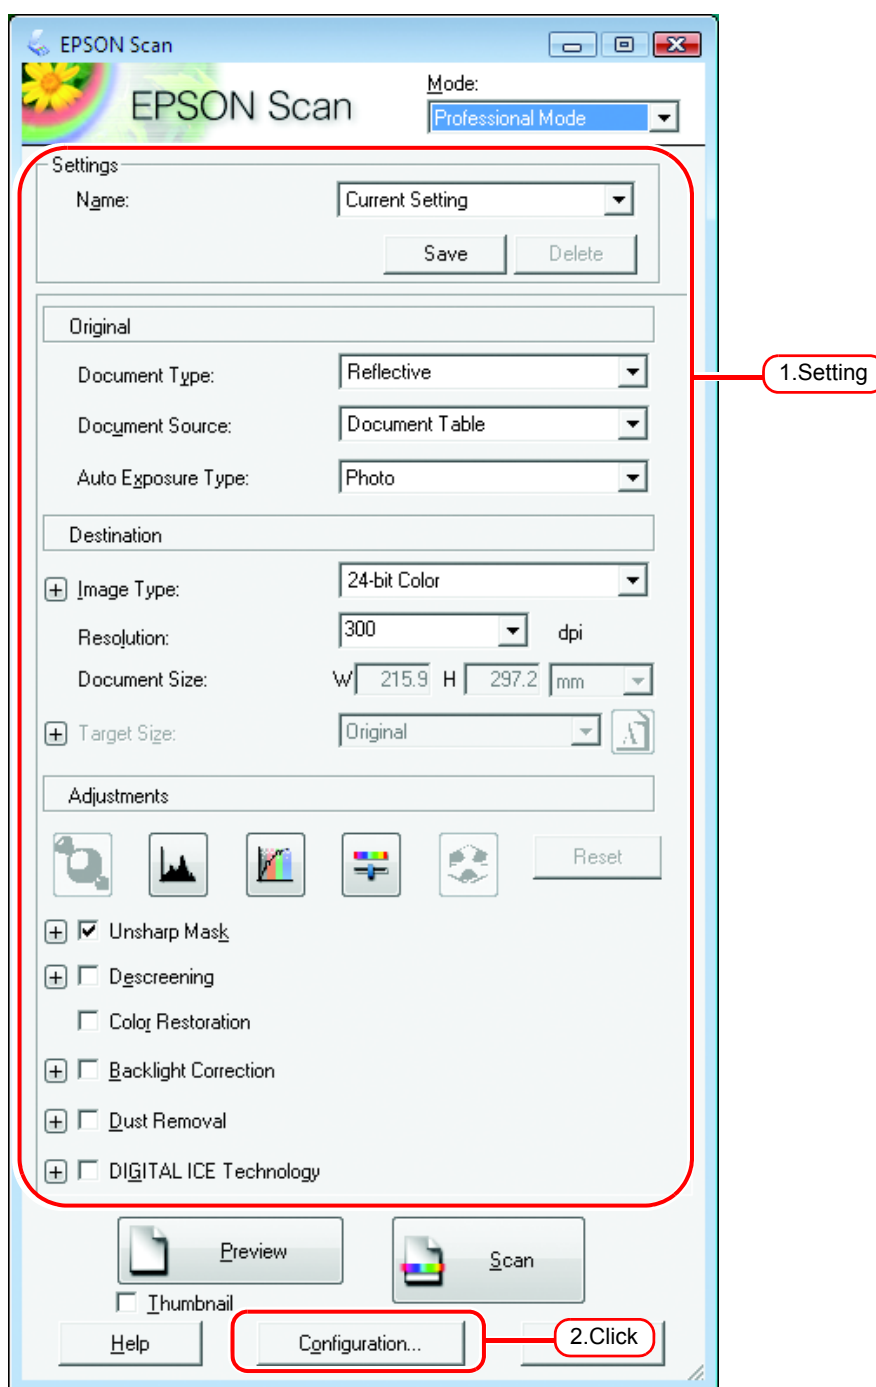 EPSON Scan
EPSON Scan
Mode:
Professional Mode
Settings
Name:
Current Setting
Save
Delete
Original
Document Type:
Reflective
1.Setting
Document Source:
Document Table
Auto Exposure Type:
Photo
Destination
Image Type:
24-bit Color
Resolution:
300
dpi
Document Size:
W 215.9 H 297.2 mm
Target Size:
Original
Adjustments
Reset
Unsharp Mask
Descreening
Color Restoration
Backlight Correction
Dust Removal
DIGITAL ICE Technology
Preview
Scan
Thumbnail
Help
Configuration...
2.Click